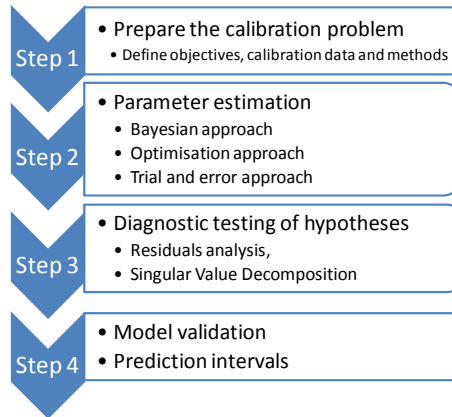 Step 1
• Prepare the calibration problem
• Define objectives, calibration data and methods
Step 2
• Parameter estimation
• Bayesian approach
• Optimisation approach
• Trial and error approach
Step 3
• Diagnostic testing of hypotheses
• Residuals analysis,
• Singular Value Decomposition
Step 4
• Model validation
• Prediction intervals